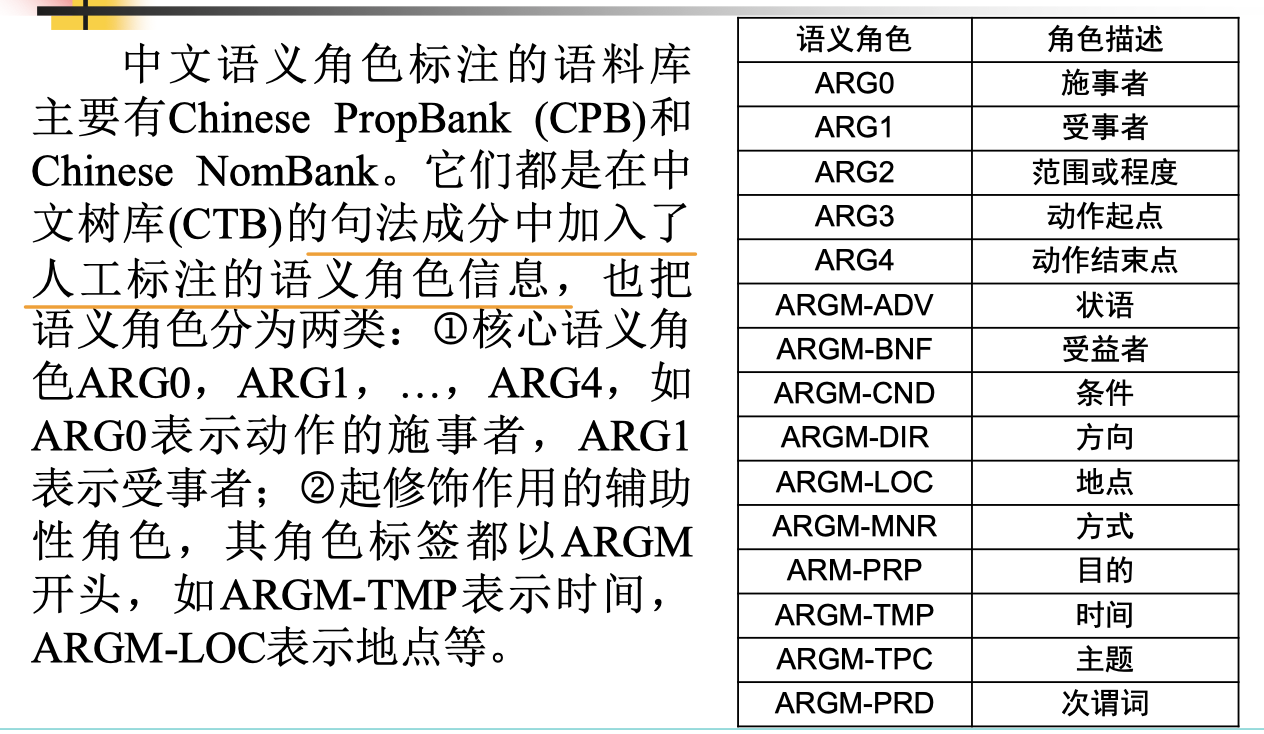 中文语义角色标注的语料库
主要有Chinese PropBank (CPB)和
Chinese NomBank。它们都是在中
文树库(CTB)的句法成分中加入了
人工标注的语义角色信息，也把
语义角色分为两类：①核心语义角
色ARG0，ARG1，…，ARG4，如
ARG0表示动作的施事者，ARG1
表示受事者；②起修饰作用的辅助
性角色，其角色标签都以ARGM
开头，如ARGM-TMP表示时间，
ARGM-LOC表示地点等。
语义角色 角色描述
ARG0 施事者
ARG1 受事者
ARG2 范围或程度
ARG3 动作起点
ARG4 动作结束点
ARGM-ADV 状语
ARGM-BNF 受益者
ARGM-CND 条件
ARGM-DIR 方向
ARGM-LOC 地点
ARGM-MNR 方式
ARM-PRP 目的
ARGM-TMP 时间
ARGM-TPC 主题
ARGM-PRD 次谓词